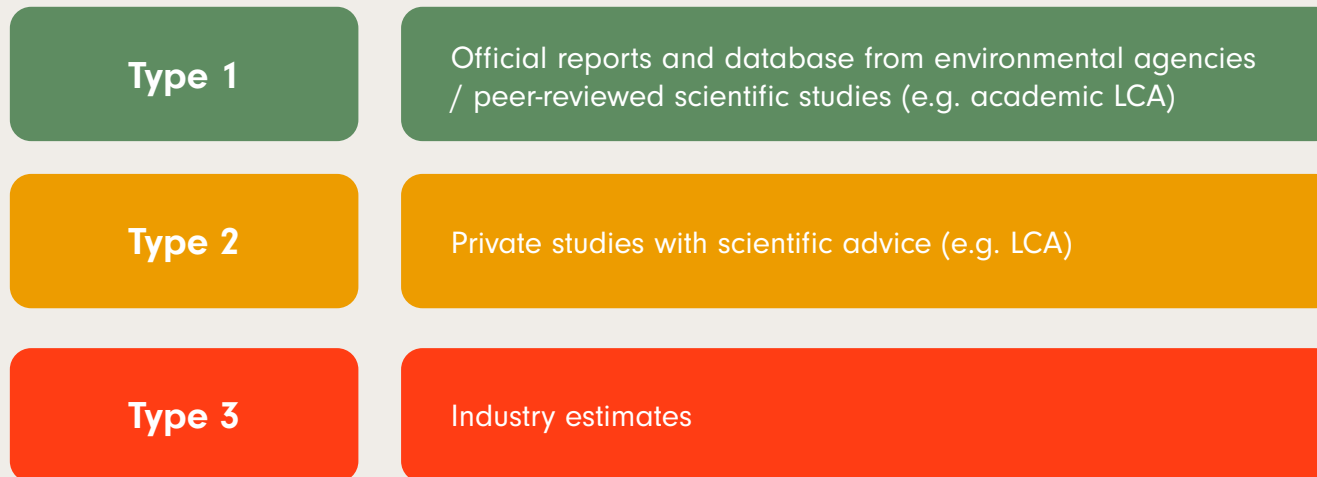 Type 1
Official reports and database from environmental agencies
/ peer-reviewed scientific studies (e.g. academic LCA)
Type 2
Private studies with scientific advice (e.g. LCA)
Type 3
Industry estimates